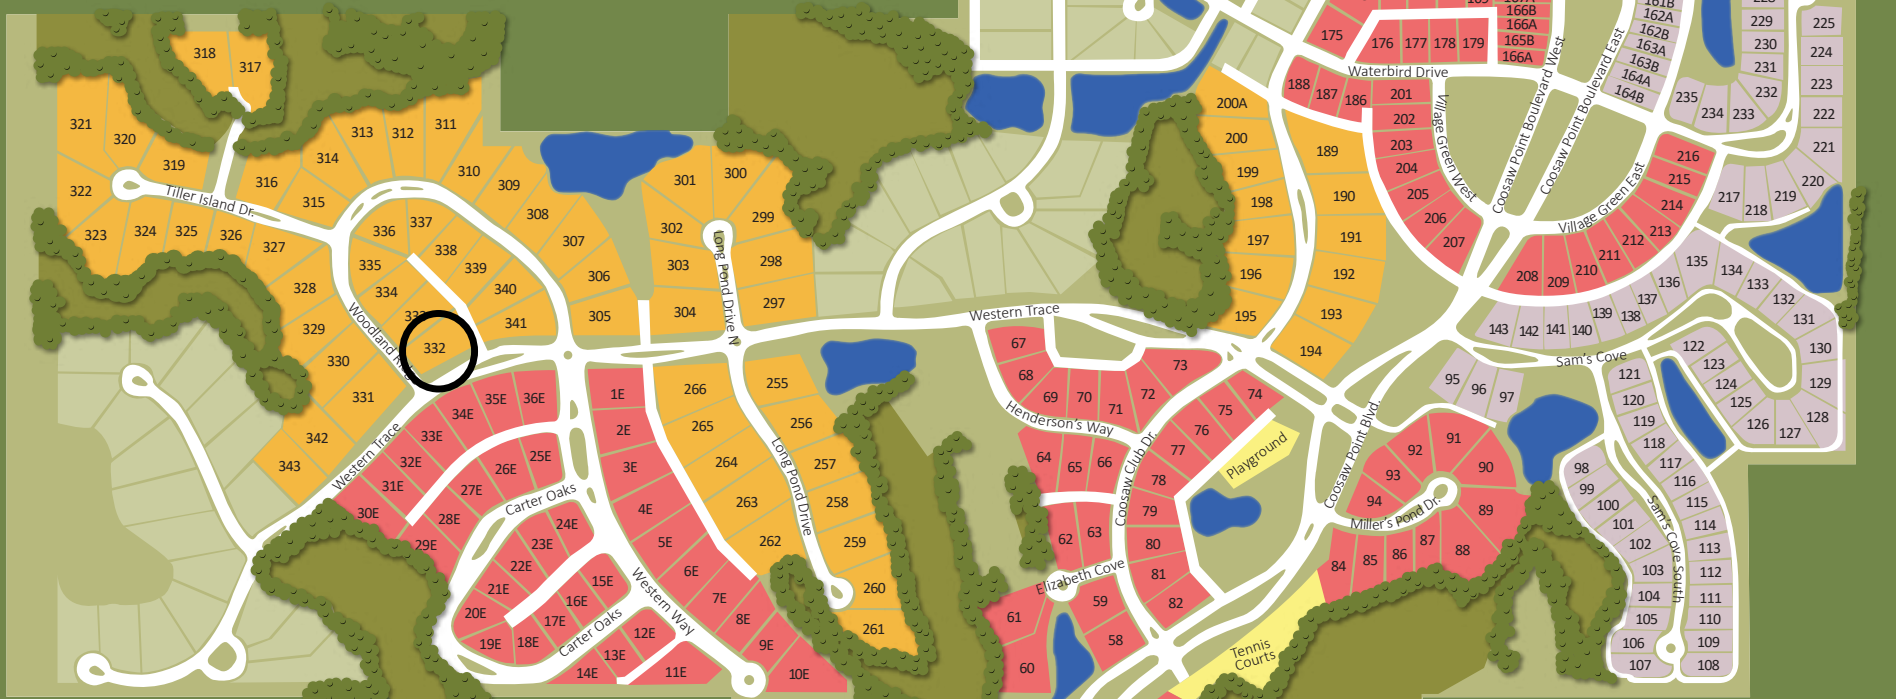 318
317
321
320
319
322
Tiller Island Dr.
323
324
325
326
327
316
315
314
313
312
311
310
309
308
307
306
305
336
337
338
339
340
341
335
334
332
328
329
330
331
342
343
Woodland
Western Trace
301
300
302
299
303
298
304
297
Long Pond Drive N
Western Trace
200A
200
199
198
197
196
195
189
190
191
192
193
194
175
176
177
178
179
166B
166A
165B
166A
Waterbird Drive
188
187
186
201
202
203
204
205
206
207
Village Green West
Coosaw Point Boulevard West
Coosaw Point Boulevard East
Village Green East
161B
162A
162B
163A
163B
164A
164B
229
230
231
232
233
234
235
225
224
223
222
221
220
219
218
217
216
215
214
213
212
211
210
209
208
135
134
133
132
131
130
129
128
127
126
125
124
123
122
136
137
138
139
140
141
142
143
Sam's Cove
95
96
97
121
120
119
118
117
116
115
114
113
112
111
110
109
108
98
99
100
101
102
103
104
105
106
107
Sam's Cove South
67
68
69
70
71
72
73
74
75
76
77
78
79
80
81
82
Henderson's Way
64
65
66
62
63
Coosaw Club Dr.
Elizabeth Cove
61
60
59
58
Playground
Tennis
Courts
Coosaw Point Blvd.
91
92
93
94
90
89
88
87
86
85
84
Miller's Pond Dr.
266
265
264
263
262
255
256
257
258
259
260
261
Long Pond Drive
36E
35E
34E
33E
32E
31E
30E
29E
28E
27E
26E
25E
Carter Oaks
24E
23E
22E
21E
20E
19E
18E
17E
16E
15E
Carter Oaks
14E
13E
12E
11E
10E
9E
8E
7E
6E
5E
4E
3E
2E
1E
Western Way